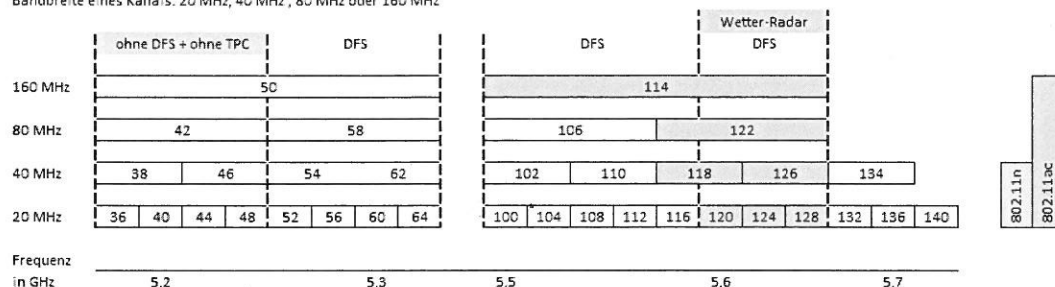 Bandbreite eines Kanals: 20 MHz, 40 MHz , 80 MHz oder 160 MHz
Wetter-Radar
ohne DFS + ohne TPC DFS DFS DFS
160 MHz 50 114
80 MHz 42 58 106 122
40 MHz 38 46 54 62 102 110 118 126 134
20 MHz 36 40 44 48 52 56 60 64 100 104 108 112 116 120 124 128 132 136 140
802.11n
802.11ac
Frequenz
in GHz 5.2 5.3 5.5 5.6 5.7